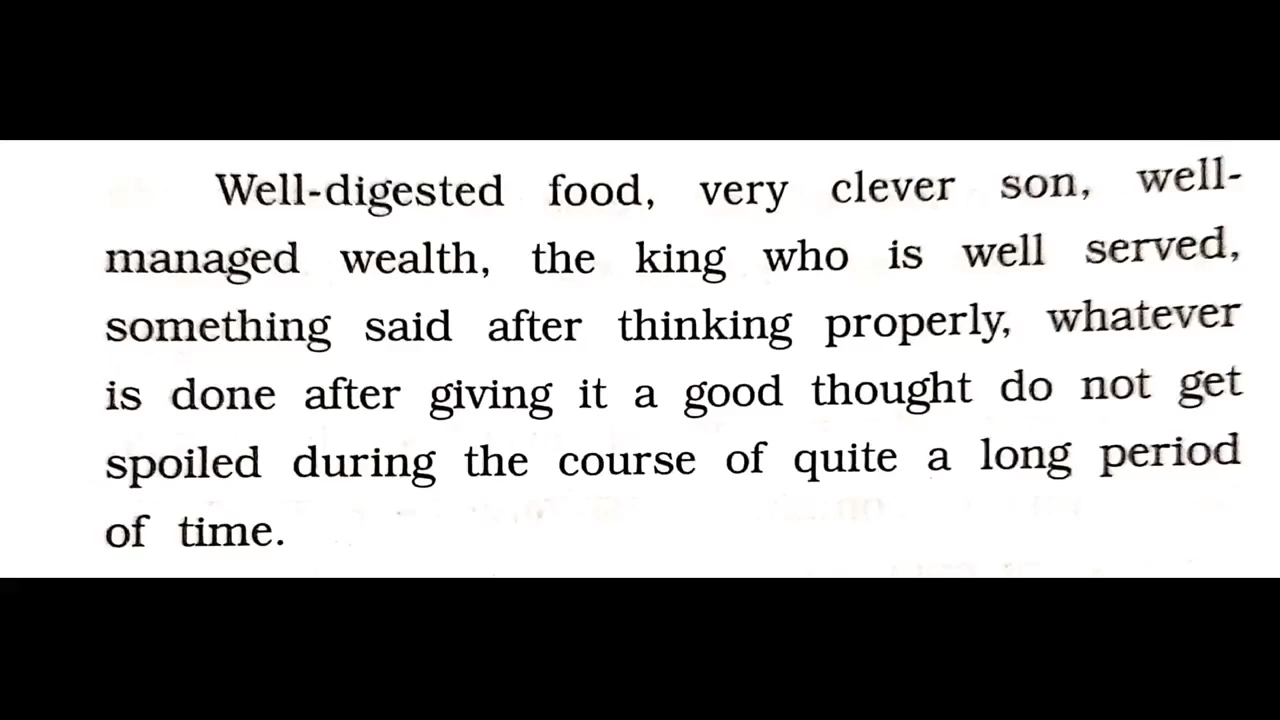 Well-digested food, very clever son, well-
managed wealth, the king who is well served,
something said after thinking properly, whatever
is done after giving it a good thought do not get
spoiled during the course of quite a long period
of time.